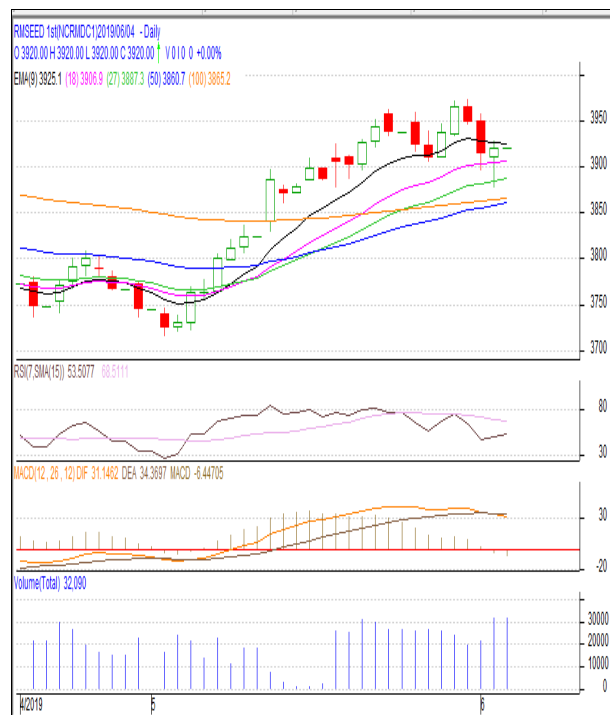 RMSEED 1st(NCRMDC1)2019/06/04 - Daily
O 3920.00 H 3920.00 L 3920.00 C 3920.00 V 0 I 0 0 +0.00%
EMA(9) 3925.1 (18) 3906.9 (27) 3887.3 (50) 3860.7 (100) 3865.2
3950
3900
3850
3800
3750
3700
RSI(7,SMA(15)) 53.5077 68.5111
80
30
MACD(12 , 26 , 12) DIF 31.1462 DEA 34.3697 MACD -6.44705
30
-20
Volume(Total) 32,090
30000
20000
10000
0
4/2019 5 6